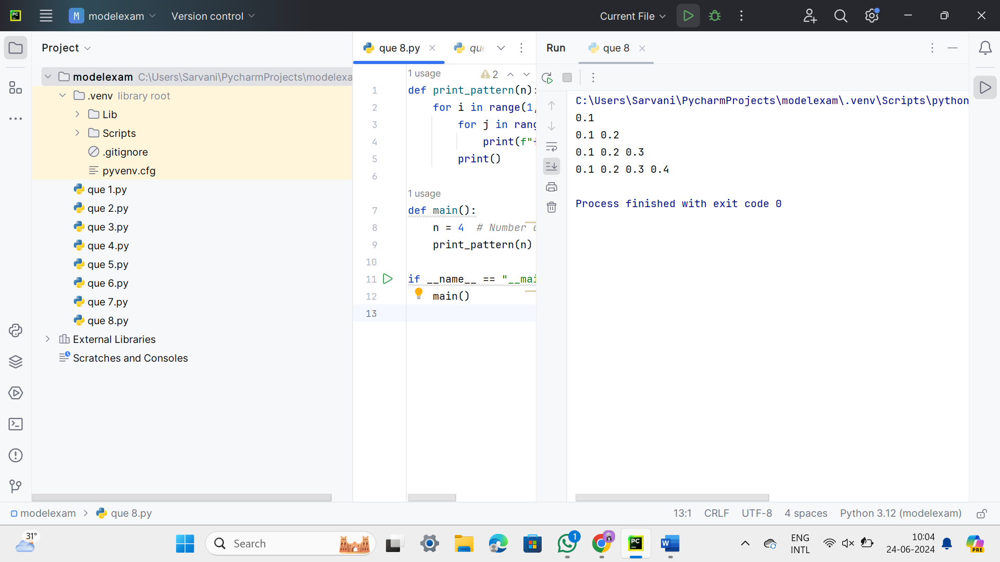 PC
M modelexam
Version control
Current File
Project
modelexam C:\Users\Sarvani\PycharmProjects\modelexa
.venv library root
Lib
Scripts
.gitignore
pyvenv.cfg
que 1.py
que 2.py
que 3.py
que 4.py
que 5.py
que 6.py
que 7.py
que 8.py
External Libraries
Scratches and Consoles
que 8.py
que
1 usage
2
1 def print_pattern(n):
2 for i in range(1,
3 for j in rang
4 print(f"
5 print()
6
1 usage
7 def main():
8 n = 4 # Number
9 print_pattern(n)
10
11 if __name__ == "__mai
12 main()
13
Run
que 8
C:\Users\Sarvani\PycharmProjects\modelexam\.venv\Scripts\python
0.1
0.1 0.2
0.1 0.2 0.3
0.1 0.2 0.3 0.4
Process finished with exit code 0
modelexam > que 8.py
13:1 CRLF UTF-8 4 spaces Python 3.12 (modelexam)
31°
Search
1
PC
W
ENG
INTL
10:04
24-06-2024
PRE